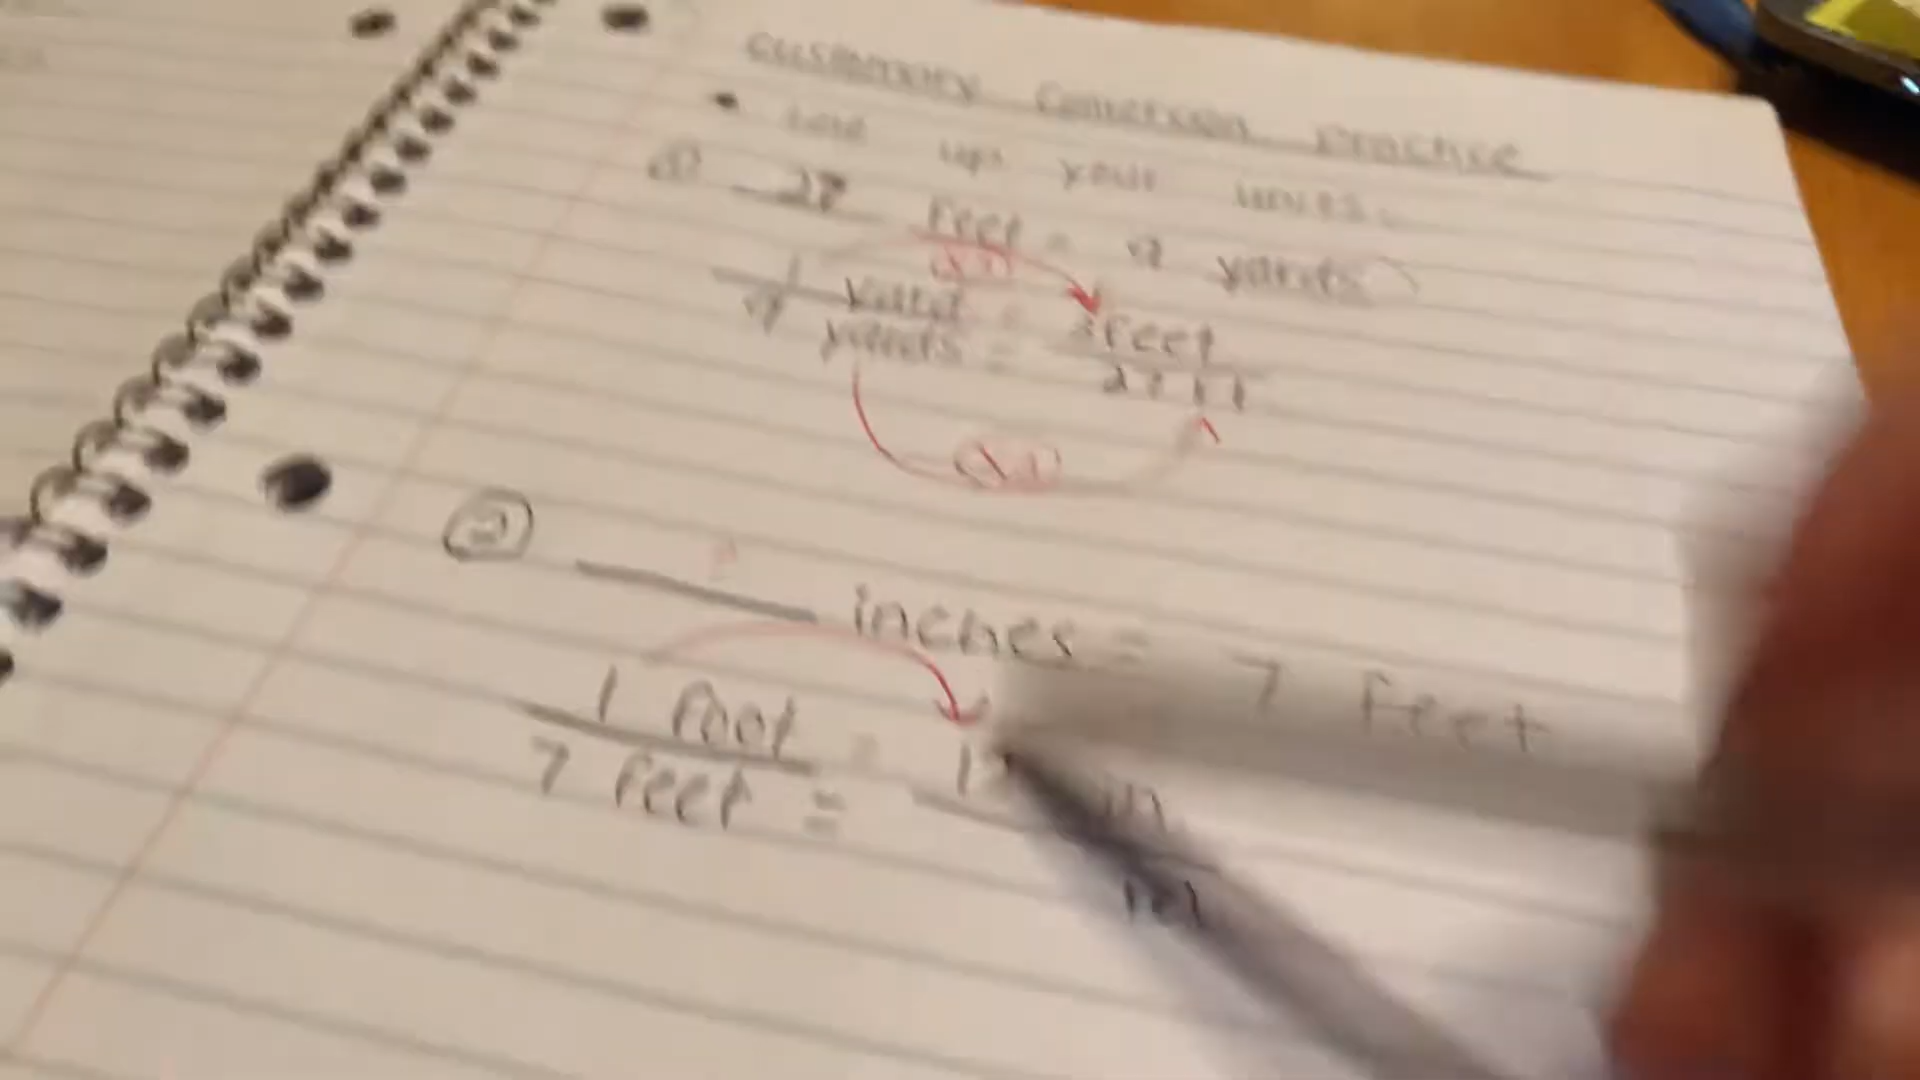 Customary Conversion Practice
• Line up your units.
① 27 feet = 9 yards
1 yard = 3 feet
9 yards = 27 ft
② inches = 7 feet
1 foot = in
7 feet = in